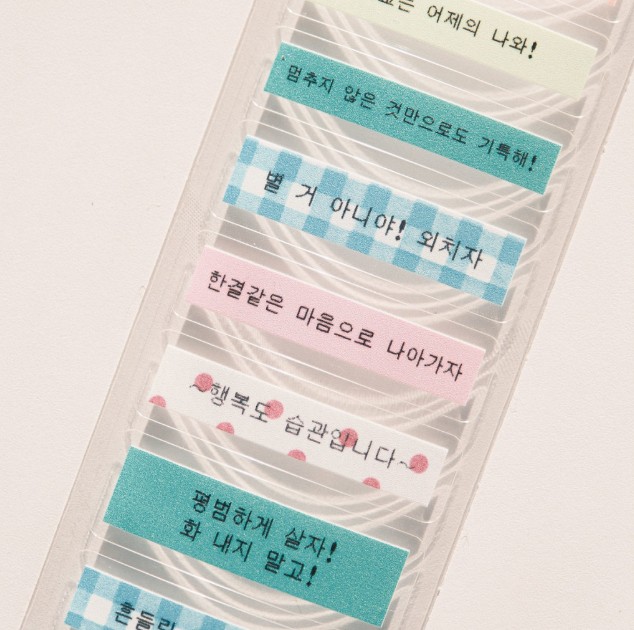 어제의 나와!
멈추지 않은 것만으로도 기특해!
별 거 아니야! 외치자
한결같은 마음으로 나아가자
~행복도 습관입니다~
평범하게 살자!
화 내지 말고!